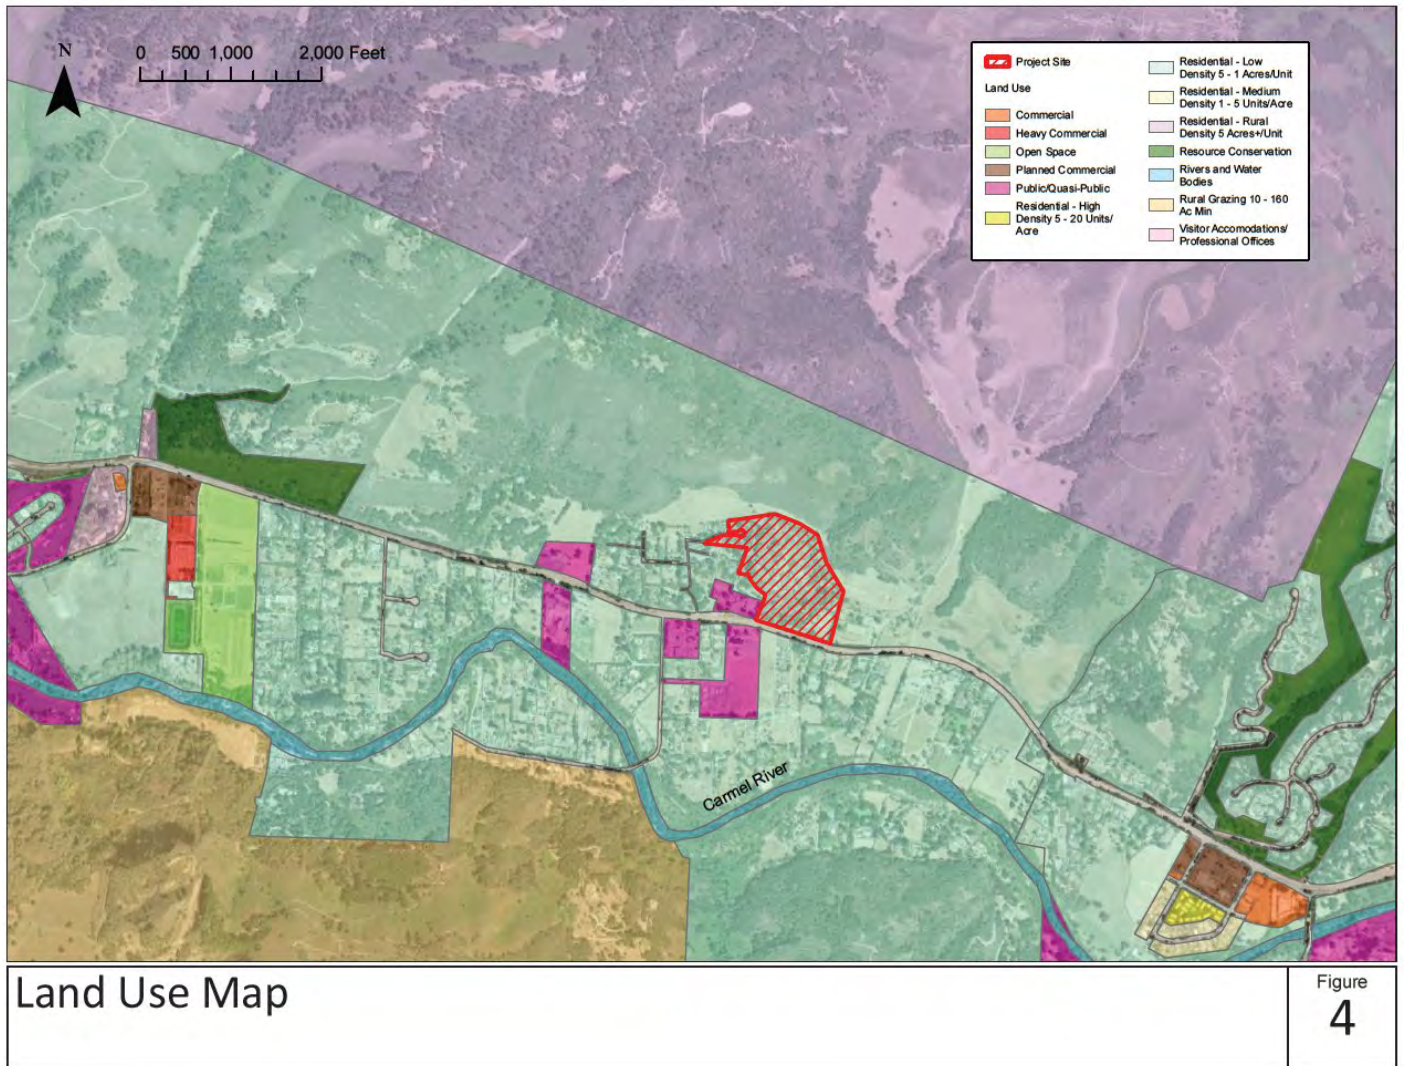 N
0 500 1,000 2,000 Feet
Project Site
Land Use
Commercial
Heavy Commercial
Open Space
Planned Commercial
Public/Quasi-Public
Residential - High
Density 5 - 20 Units/
Acre
Residential - Low
Density 5 - 1 Acres/Unit
Residential - Medium
Density 1 - 5 Units/Acre
Residential - Rural
Density 5 Acres+/Unit
Resource Conservation
Rivers and Water
Bodies
Rural Grazing 10 - 160
Ac Min
Visitor Accomodations/
Professional Offices
Carmel River
Land Use Map
Figure
4